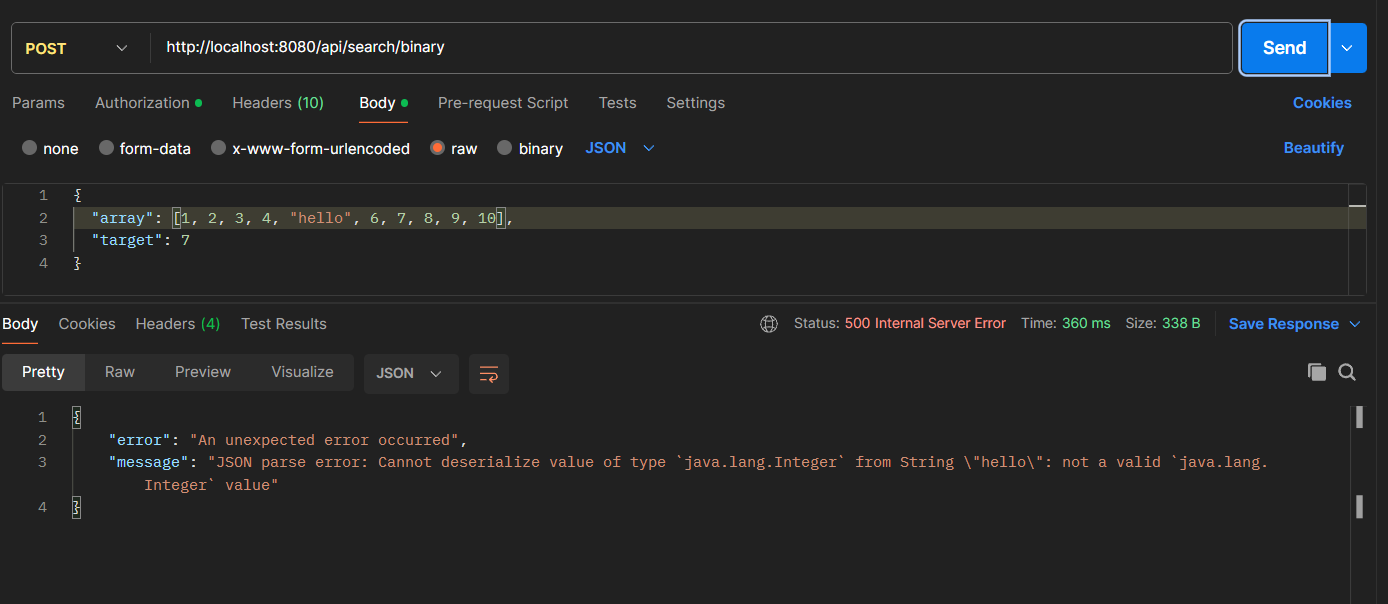 POST http://localhost:8080/api/search/binary Send
Params Authorization Headers (10) Body Pre-request Script Tests Settings Cookies
none form-data x-www-form-urlencoded raw binary JSON Beautify
1 {
2 "array": [1, 2, 3, 4, "hello", 6, 7, 8, 9, 10],
3 "target": 7
4 }
Body Cookies Headers (4) Test Results Status: 500 Internal Server Error Time: 360 ms Size: 338 B Save Response
Pretty Raw Preview Visualize JSON
1 {
2 "error": "An unexpected error occurred",
3 "message": "JSON parse error: Cannot deserialize value of type `java.lang.Integer` from String \"hello\": not a valid `java.lang.
Integer` value"
4 }